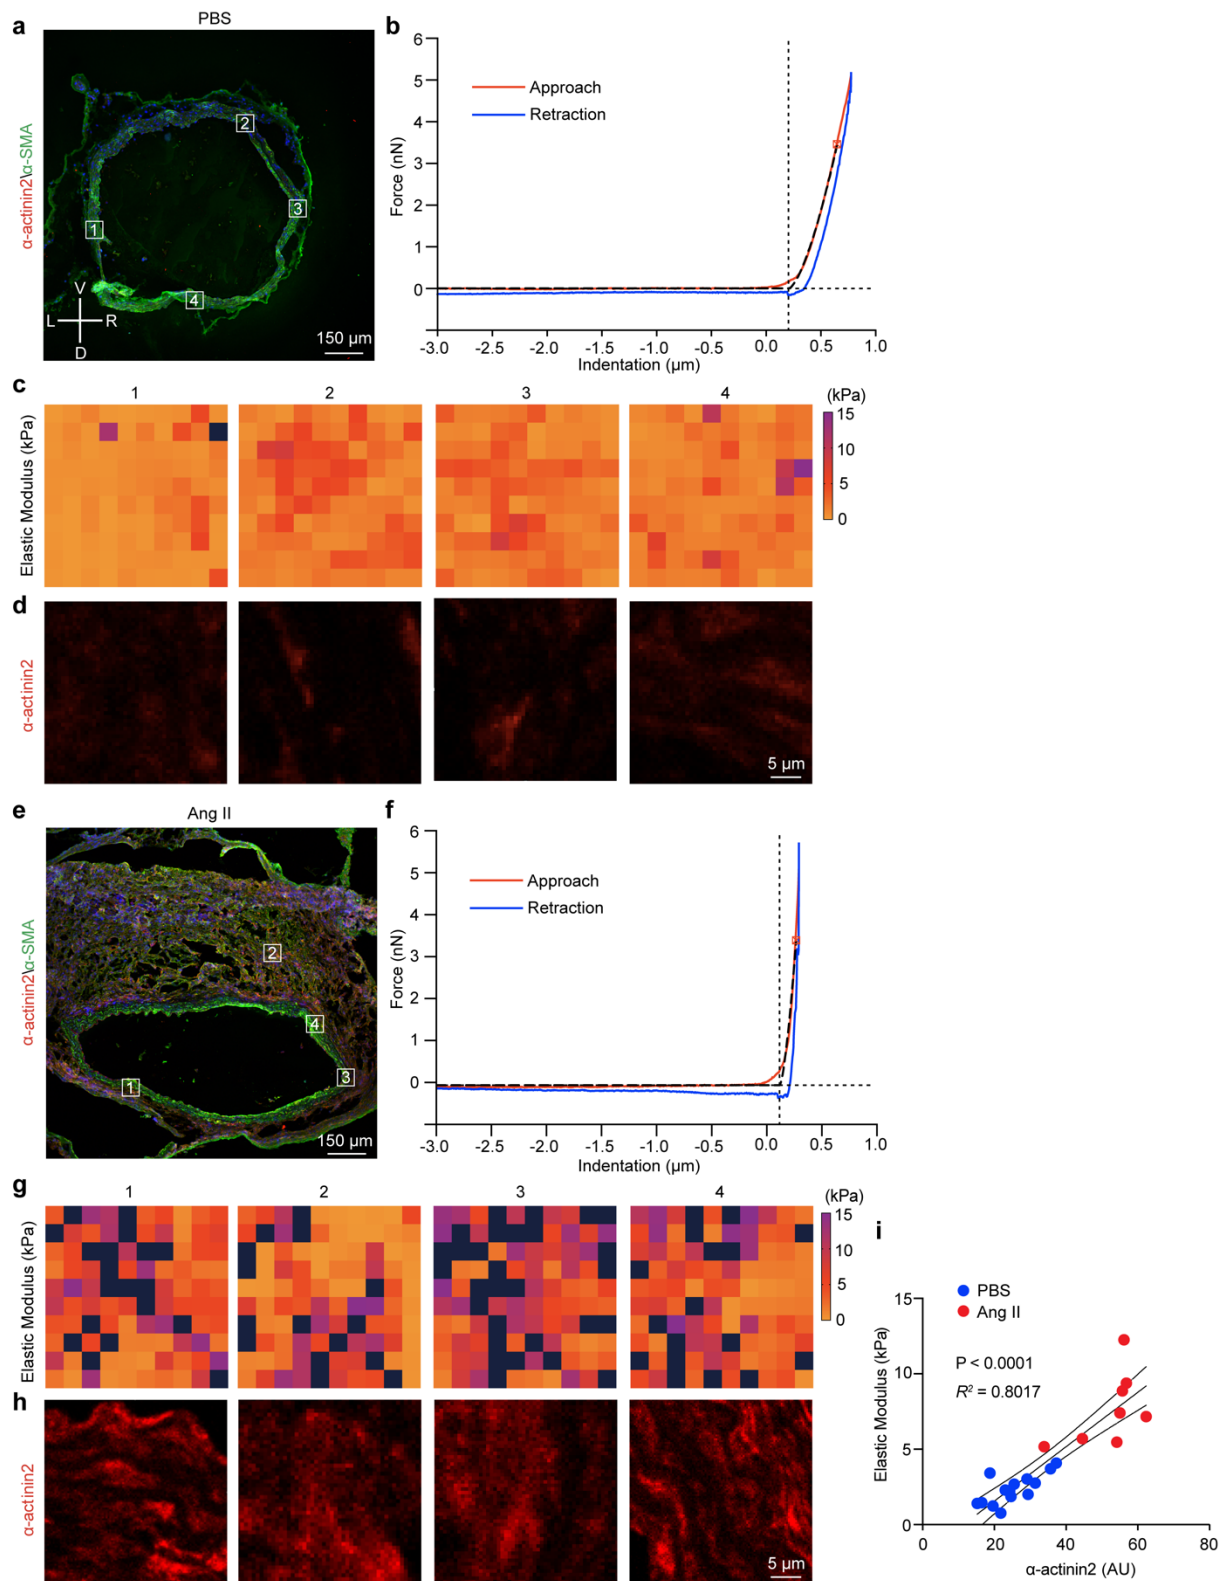 a
PBS
α-actinin2\α-SMA
1
2
3
4
V
L
R
D
150 µm
b
Approach
Retraction
Force (nN)
6
5
4
3
2
1
0
-3.0
-2.5
-2.0
-1.5
-1.0
0.0
0.5
1.0
Indentation (µm)
c
1
2
3
4
(kPa)
Elastic Modulus (kPa)
15
10
5
0
d
α-actinin2
5 µm
e
Ang II
α-actinin2\α-SMA
2
4
3
1
150 µm
f
Approach
Retraction
Force (nN)
6
5
4
3
2
1
0
-3.0
-2.5
-2.0
-1.5
-1.0
0.0
0.5
1.0
Indentation (µm)
g
1
2
3
4
(kPa)
Elastic Modulus (kPa)
15
10
5
0
h
α-actinin2
5 µm
i
PBS
Ang II
P < 0.0001
R² = 0.8017
Elastic Modulus (kPa)
15
10
5
0
0
20
40
60
80
α-actinin2 (AU)